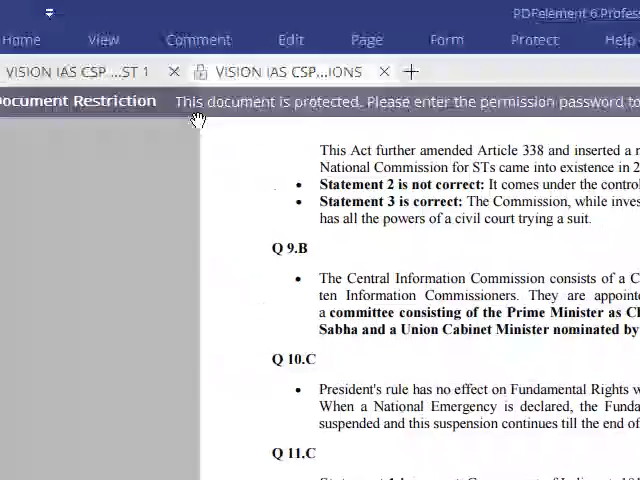 PDFelement 6 Profes
Home View Comment Edit Page Form Protect Help
VISION IAS CSP....ST 1 VISION IAS CSP...IONS
Document Restriction This document is protected. Please enter the permission password to
This Act further amended Article 338 and inserted a
National Commission for STs came into existence in 2
• Statement 2 is not correct: It comes under the contro
• Statement 3 is correct: The Commission, while inves
has all the powers of a civil court trying a suit.
Q 9.B
• The Central Information Commission consists of a C
ten Information Commissioners. They are appoint
a committee consisting of the Prime Minister as C
Sabha and a Union Cabinet Minister nominated by
Q 10.C
• President's rule has no effect on Fundamental Rights w
When a National Emergency is declared, the Funda
suspended and this suspension continues till the end of
Q 11.C